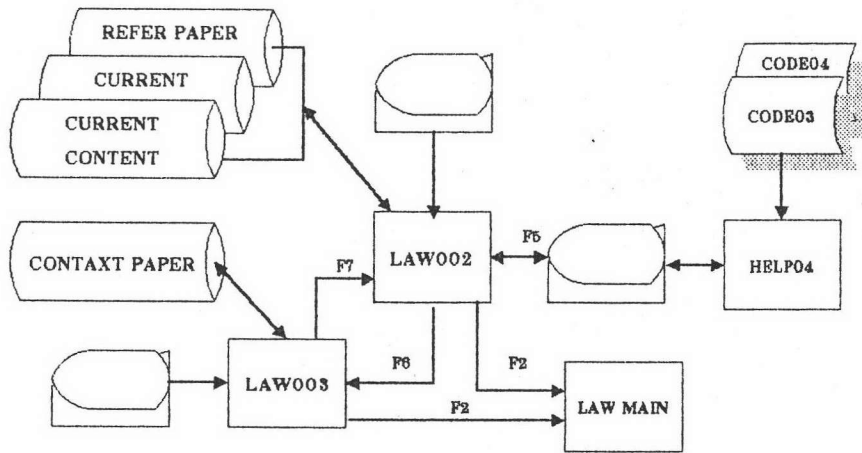 REFER PAPER
CURRENT
CURRENT
CONTENT
CODE04
CODE03
CONTAXT PAPER
F7
LAW002
F5
HELP04
LAW003
F6
F2
F2
LAW MAIN